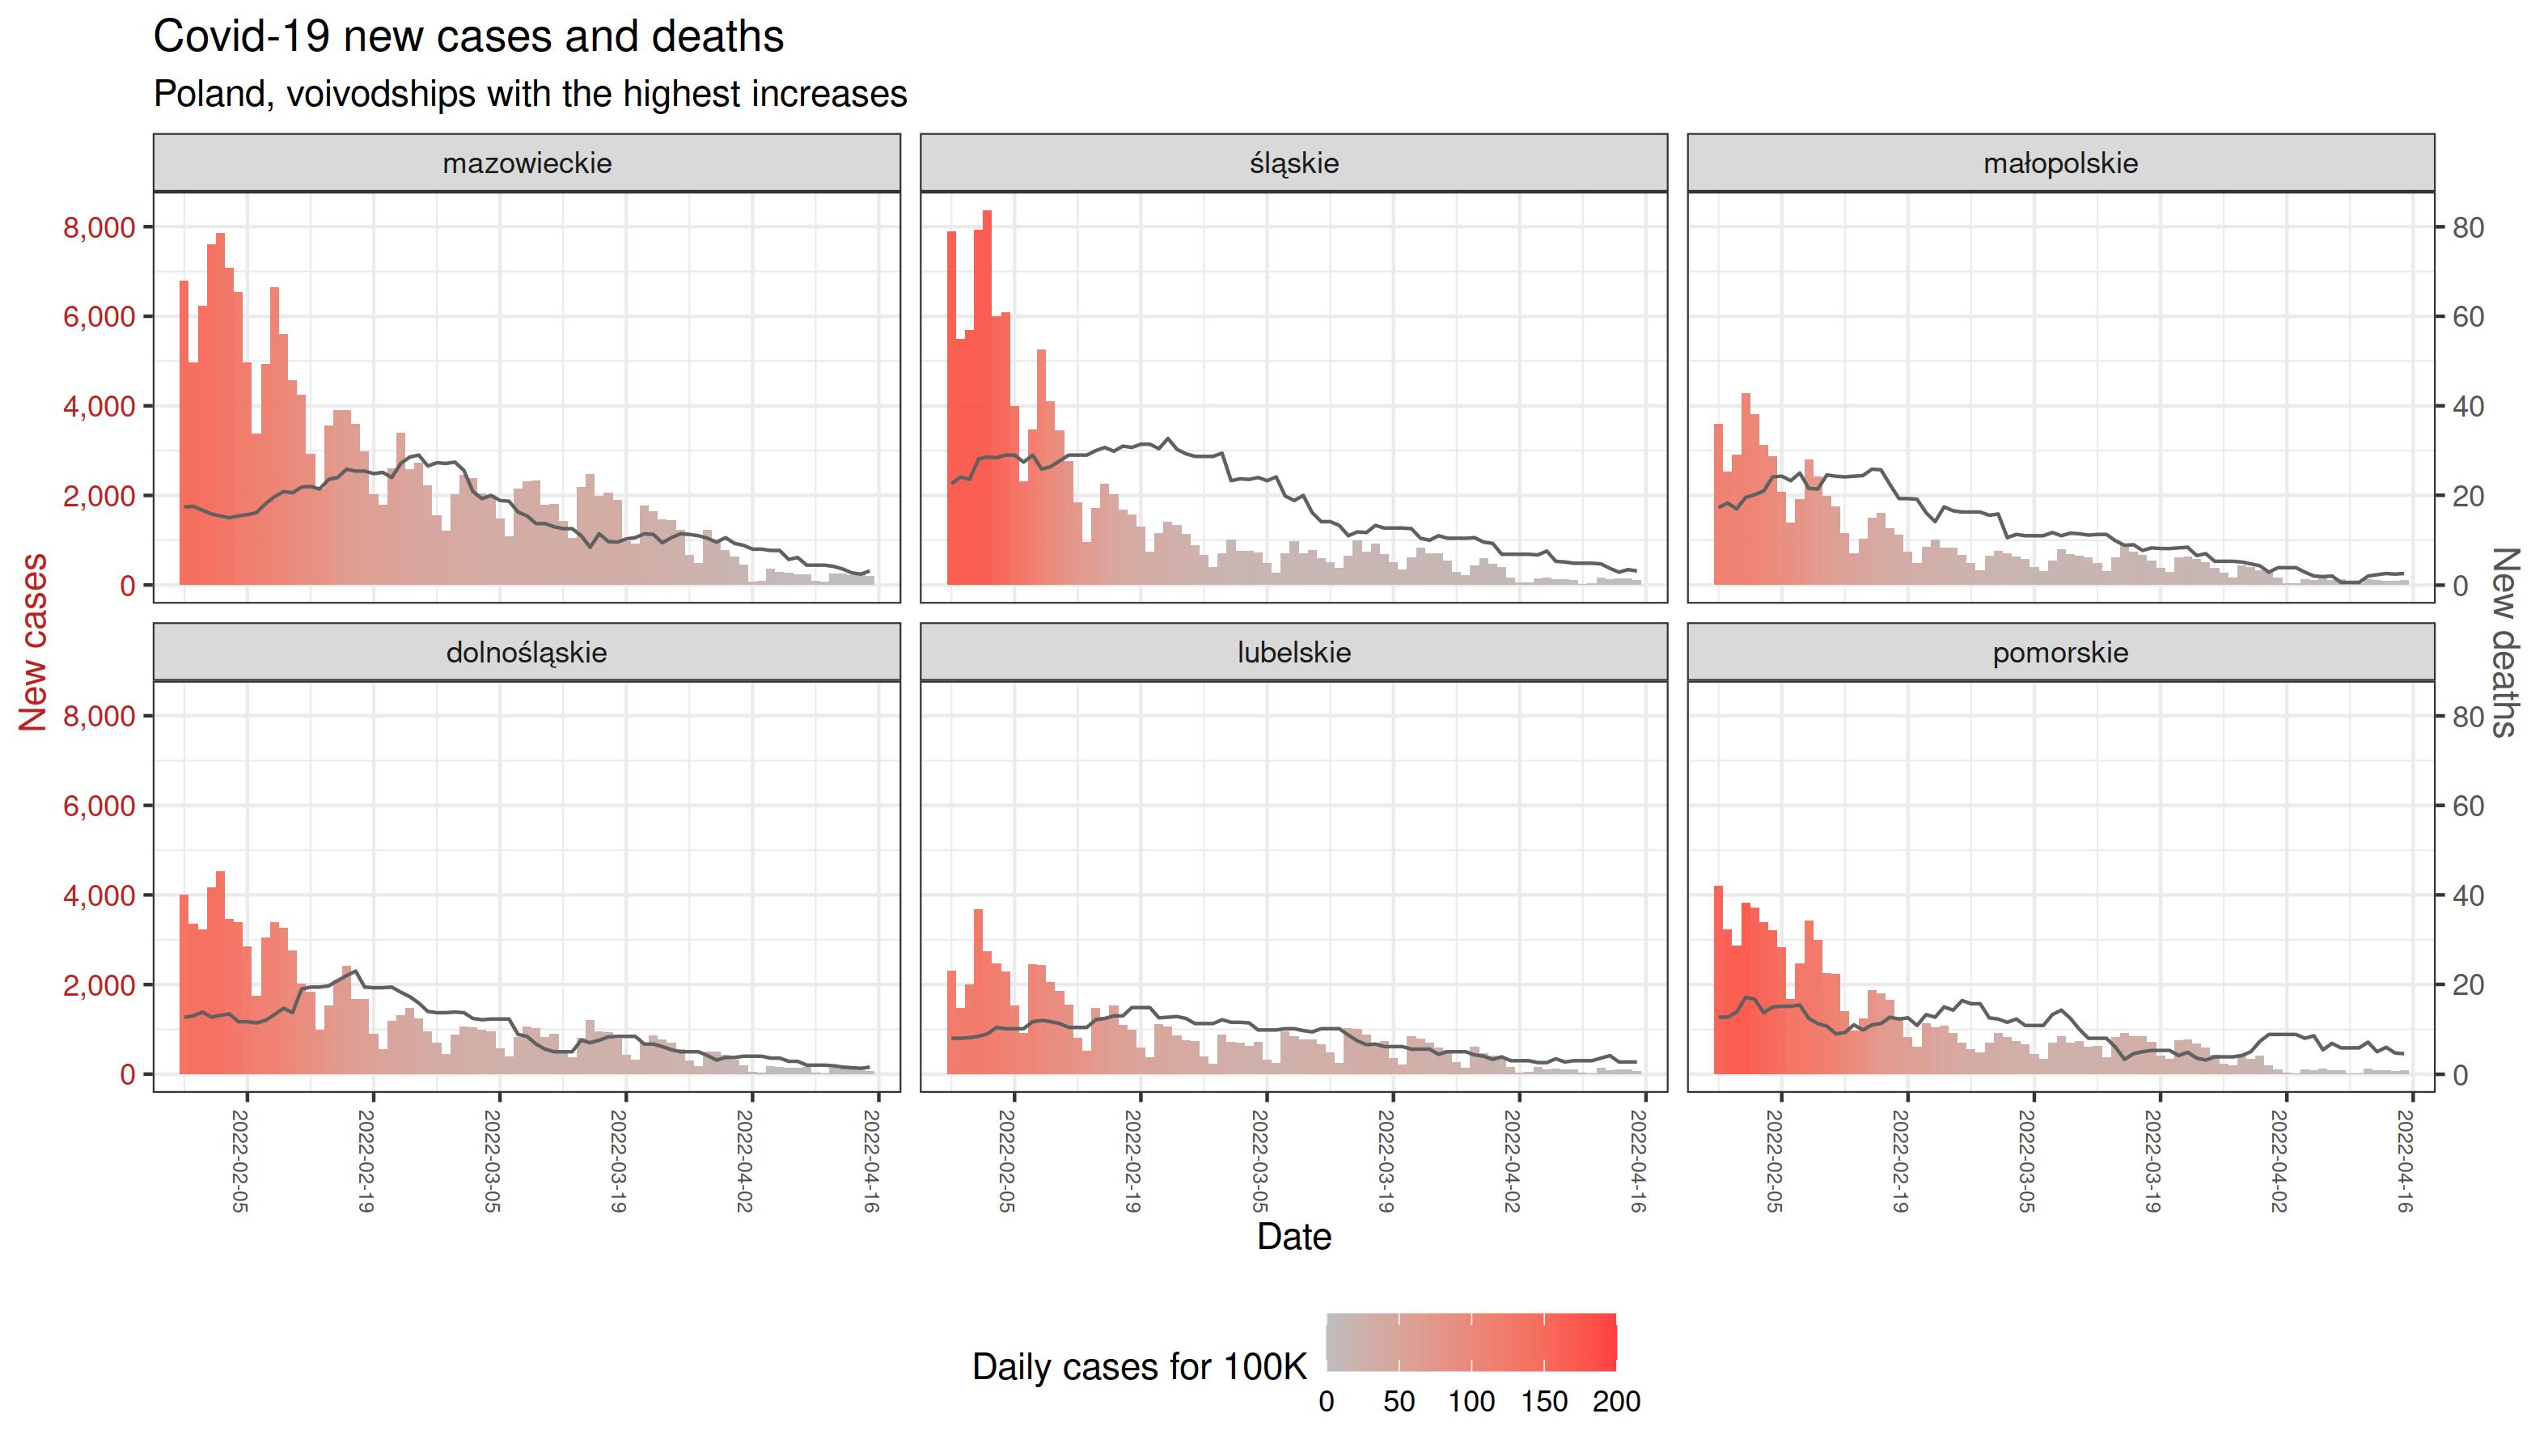 Covid-19 new cases and deaths
Poland, voivodships with the highest increases
mazowieckie
śląskie
małopolskie
8,000
6,000
4,000
2,000
0
80
60
40
20
0
New cases
New deaths
dolnośląskie
lubelskie
pomorskie
8,000
6,000
4,000
2,000
0
80
60
40
20
0
2022-02-05
2022-02-19
2022-03-05
2022-03-19
2022-04-02
2022-04-16
2022-02-05
2022-02-19
2022-03-05
2022-03-19
2022-04-02
2022-04-16
2022-02-05
2022-02-19
2022-03-05
2022-03-19
2022-04-02
2022-04-16
Date
Daily cases for 100K
0 50 100 150 200